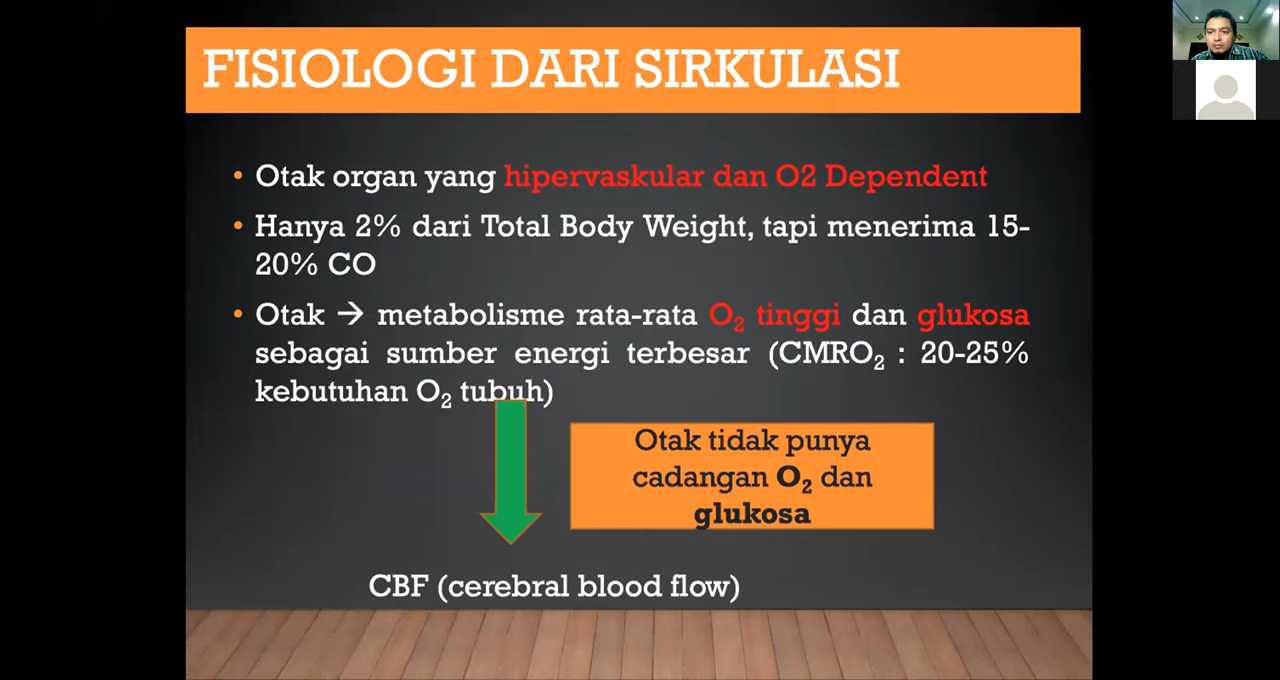 FISIOLOGI DARI SIRKULASI
• Otak organ yang hipervaskular dan O2 Dependent
• Hanya 2% dari Total Body Weight, tapi menerima 15-
20% CO
• Otak → metabolisme rata-rata O₂ tinggi dan glukosa
sebagai sumber energi terbesar (CMRO₂ : 20-25%
kebutuhan O₂ tubuh)
Otak tidak punya
cadangan O₂ dan
glukosa
CBF (cerebral blood flow)